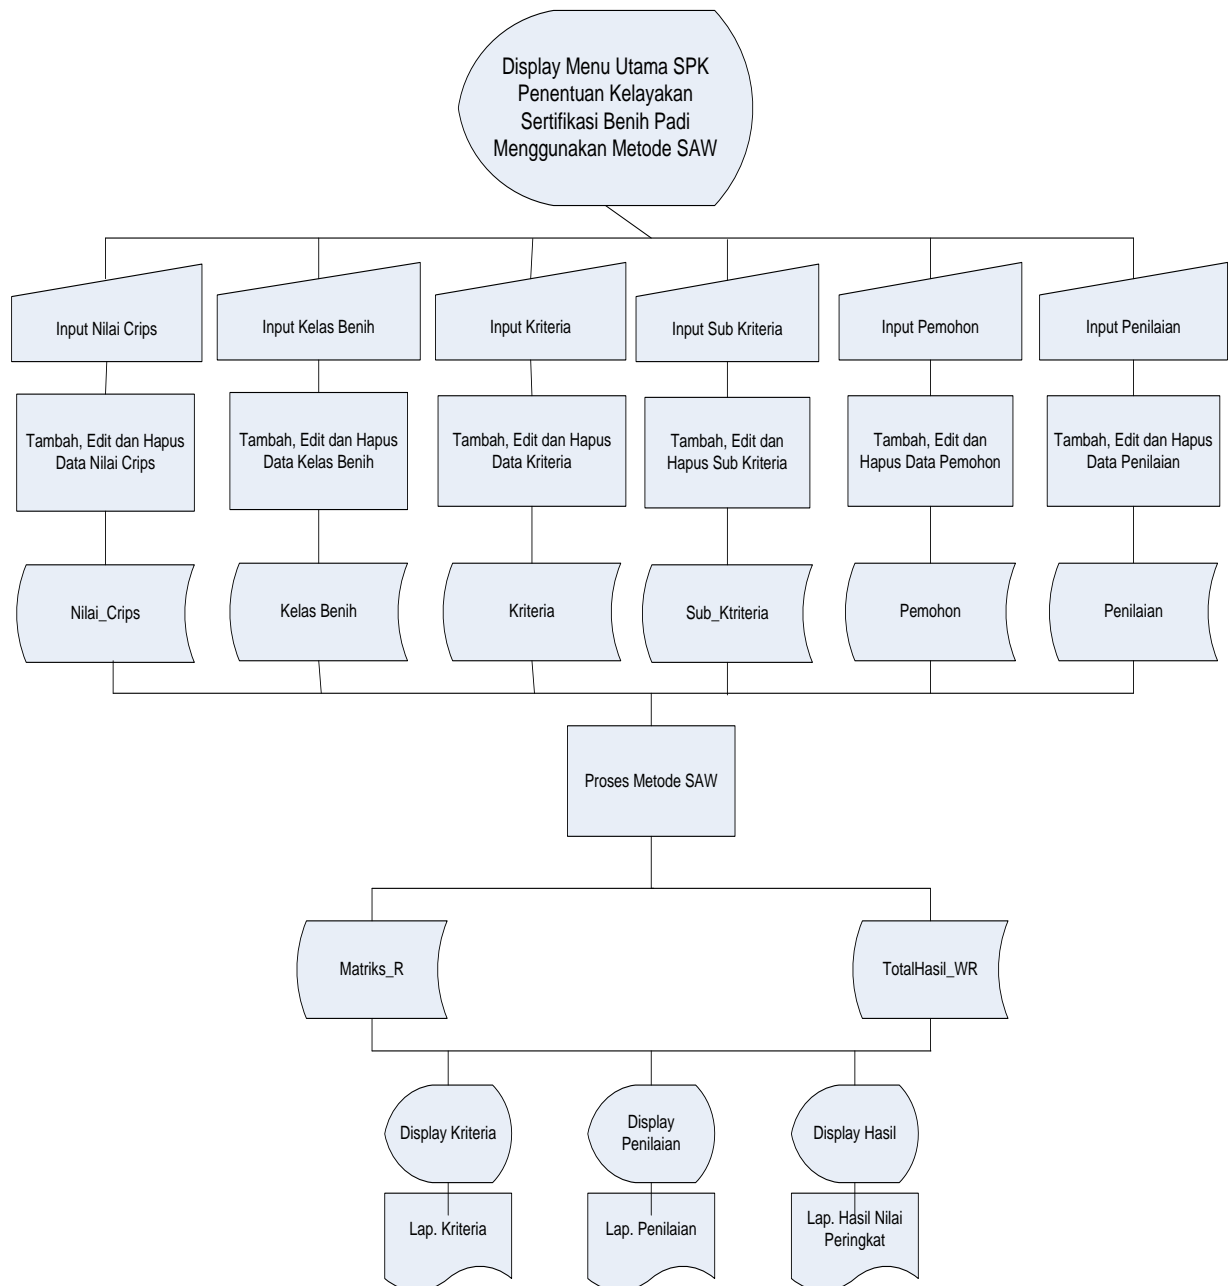 Display Menu Utama SPK
Penentuan Kelayakan
Sertifikasi Benih Padi
Menggunakan Metode SAW
Input Nilai Crips
Input Kelas Benih
Input Kriteria
Input Sub Kriteria
Input Pemohon
Input Penilaian
Tambah, Edit dan Hapus
Data Nilai Crips
Tambah, Edit dan Hapus
Data Kelas Benih
Tambah, Edit dan Hapus
Data Kriteria
Tambah, Edit dan
Hapus Sub Kriteria
Tambah, Edit dan
Hapus Data Pemohon
Tambah, Edit dan Hapus
Data Penilaian
Nilai_Crips
Kelas Benih
Kriteria
Sub_Ktriteria
Pemohon
Penilaian
Proses Metode SAW
Matriks_R
TotalHasil_WR
Display Kriteria
Display
Penilaian
Display Hasil
Lap. Kriteria
Lap. Penilaian
Lap. Hasil Nilai
Peringkat